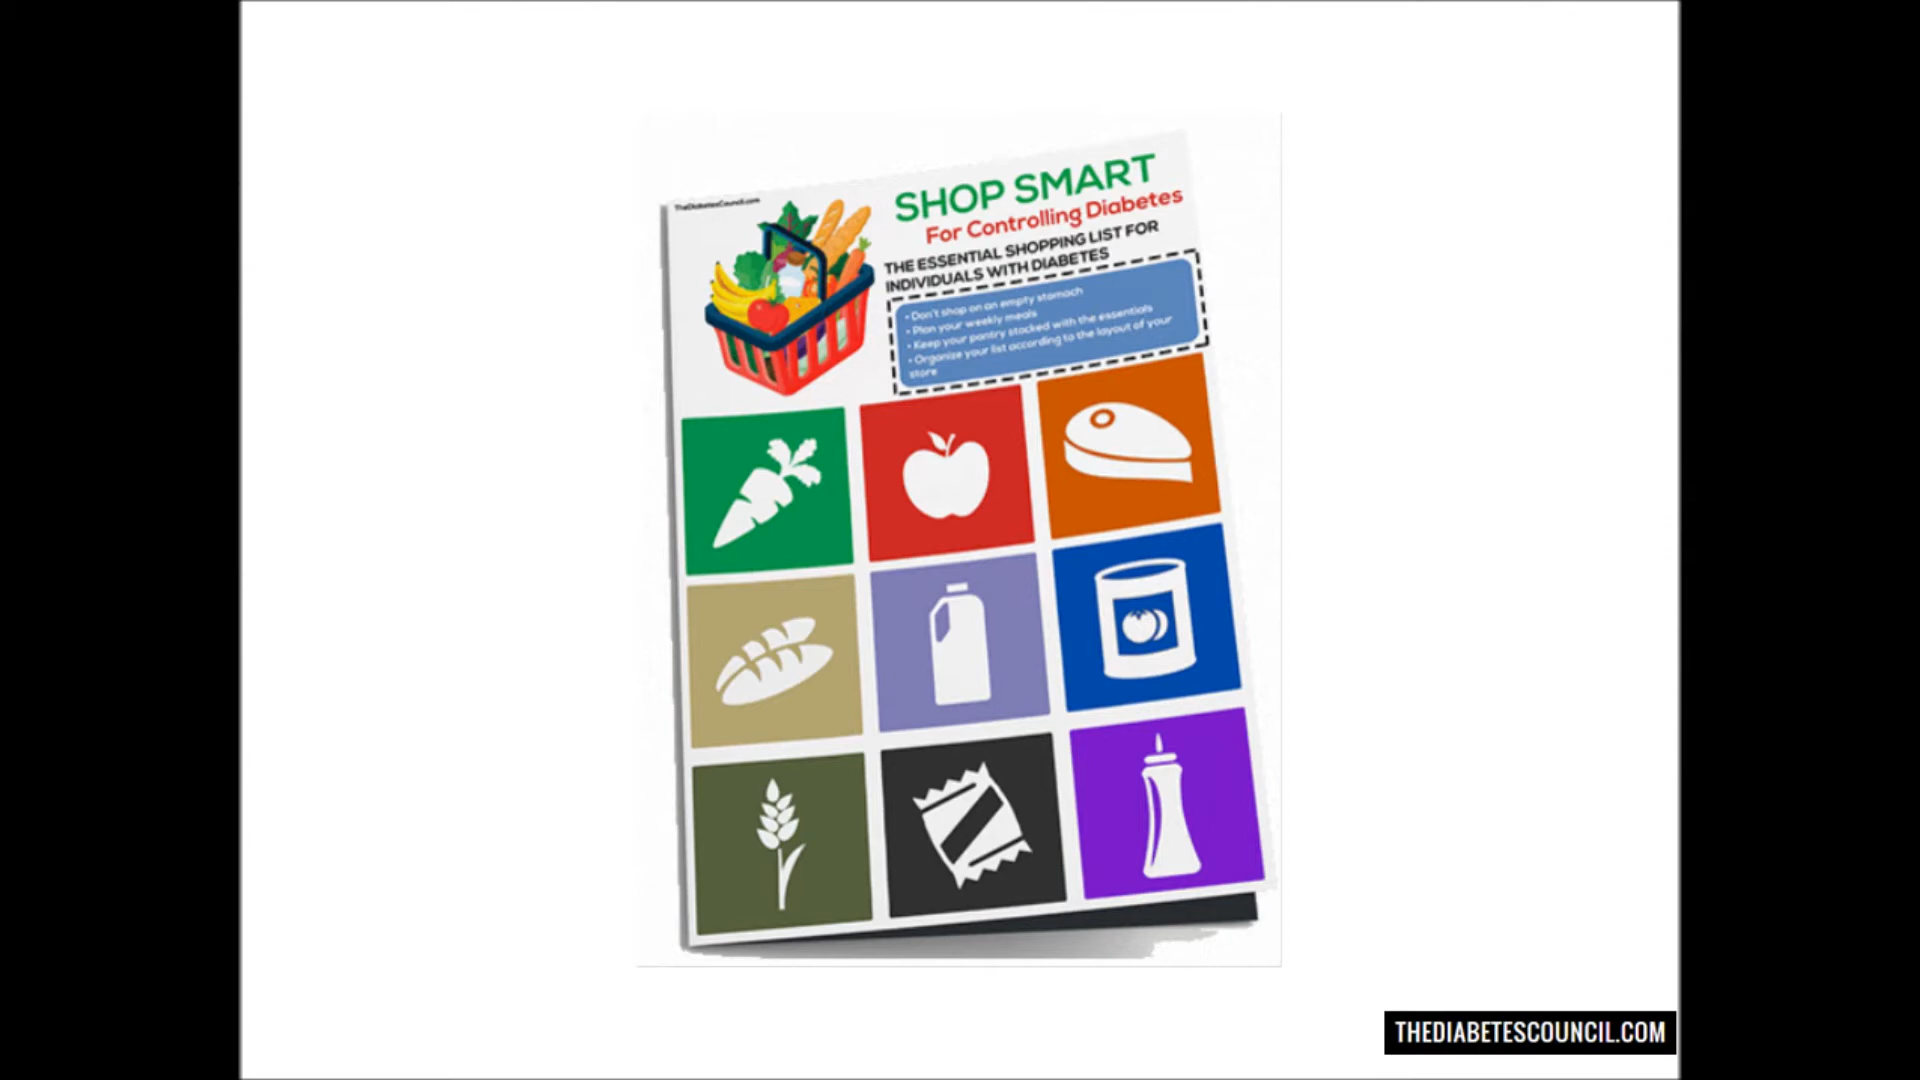 TheDiabetesCouncil.com
SHOP SMART
For Controlling Diabetes
THE ESSENTIAL SHOPPING LIST FOR
INDIVIDUALS WITH DIABETES
• Don't shop on an empty stomach
• Plan your weekly meals
• Keep your pantry stocked with the essentials
• Organize your list according to the layout of your
store
THEDIABETESCOUNCIL.COM